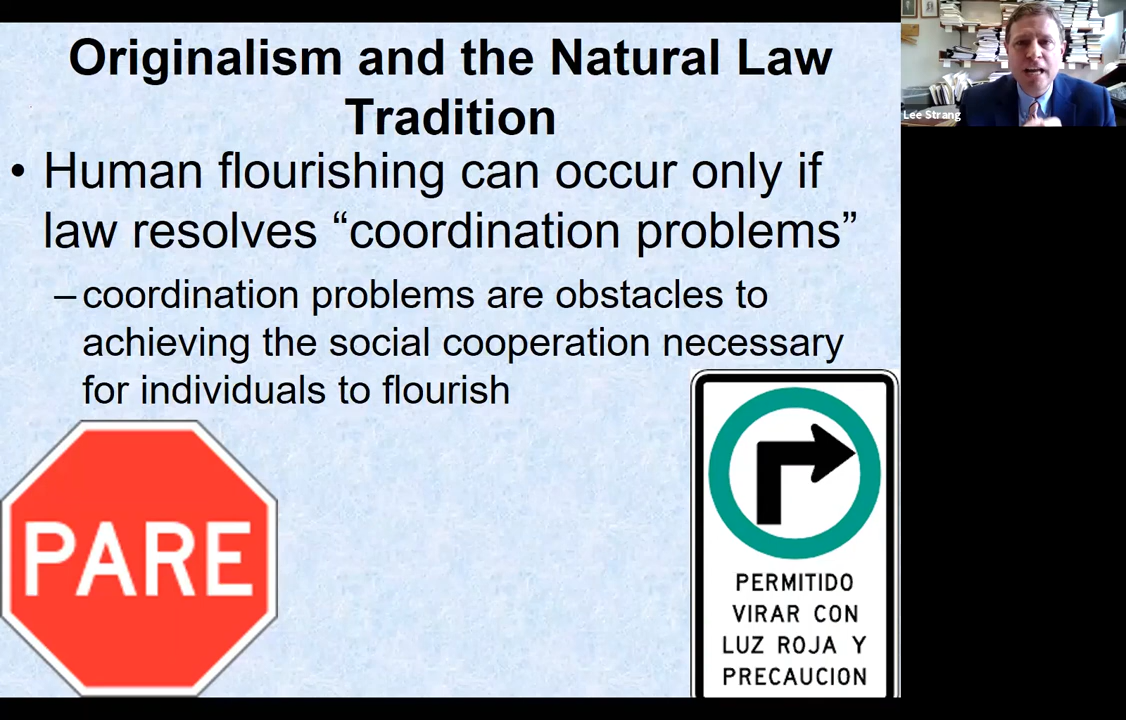 Originalism and the Natural Law
Tradition
• Human flourishing can occur only if
law resolves “coordination problems”
– coordination problems are obstacles to
achieving the social cooperation necessary
for individuals to flourish
PARE
PERMITIDO
VIRAR CON
LUZ ROJA Y
PRECAUCION
Lee Strang